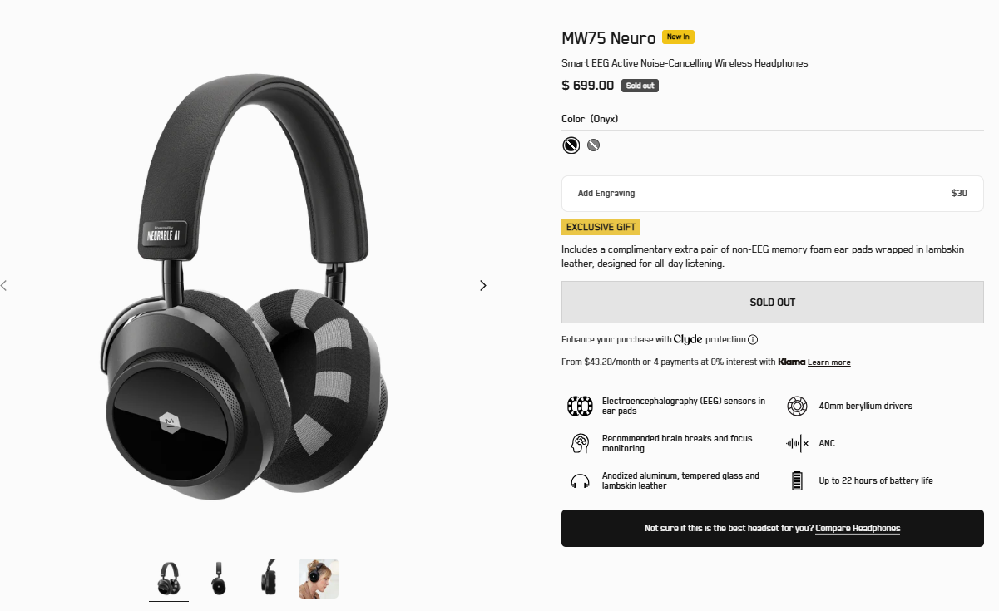 MW75 Neuro New In
Smart EEG Active Noise-Cancelling Wireless Headphones
$ 699.00 Sold out
Color (Onyx)
Add Engraving $30
EXCLUSIVE GIFT
Includes a complimentary extra pair of non-EEG memory foam ear pads wrapped in lambskin
leather, designed for all-day listening.
SOLD OUT
Enhance your purchase with Clyde protection
From $43.28/month or 4 payments at 0% interest with Klarna Learn more
Electroencephalography (EEG) sensors in
ear pads
40mm beryllium drivers
Recommended brain breaks and focus
monitoring
ANC
Anodized aluminum, tempered glass and
lambskin leather
Up to 22 hours of battery life
Not sure if this is the best headset for you? Compare Headphones
Powered by
NEURABLE AI